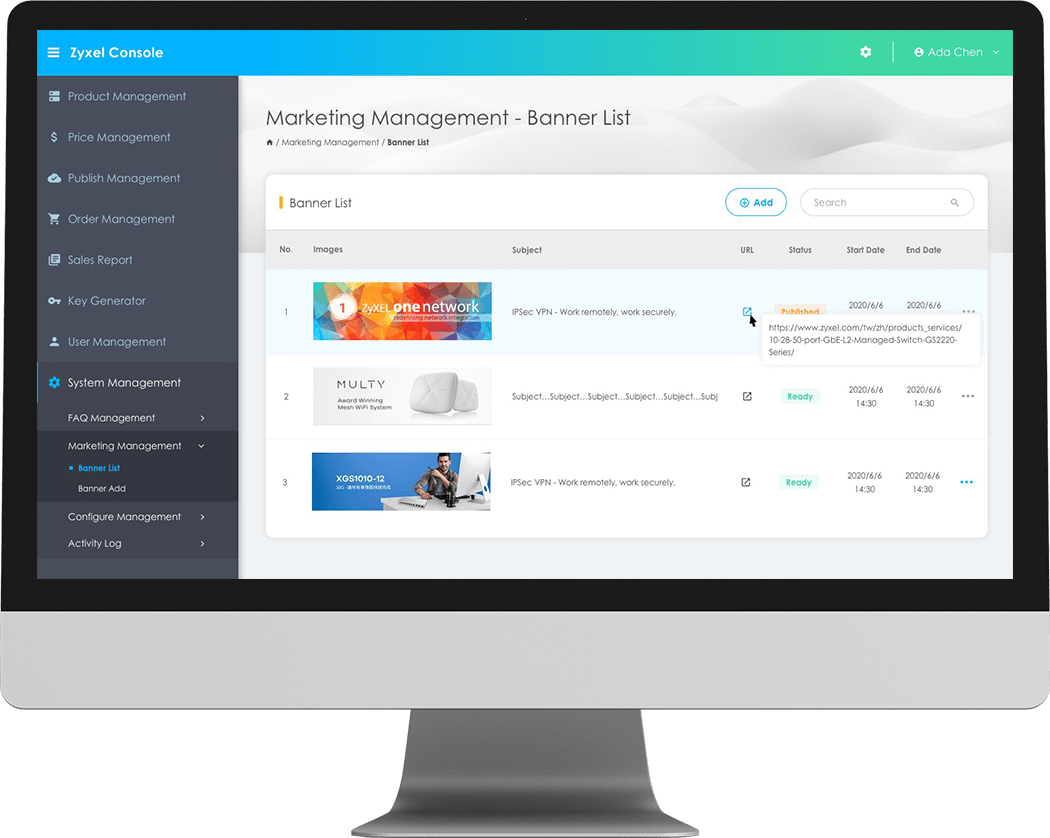 Zyxel Console
Ada Chen
Product Management
Price Management
Publish Management
Order Management
Sales Report
Key Generator
User Management
System Management
FAQ Management
Marketing Management
Banner List
Banner Add
Configure Management
Activity Log
Marketing Management - Banner List
/ Marketing Management / Banner List
Banner List
Add
Search
No. Images Subject URL Status Start Date End Date
1
1 ZyXEL one network
redefining network integration
IPSec VPN - Work remotely, work securely.
Published
2020/6/6
2020/6/6
https://www.zyxel.com/tw/zh/products_services/
10-28-50-port-GbE-L2-Managed-Switch-GS2220-
Series/
2
MULTY
Award Winning
Mesh WiFi System
Subject...Subject...Subject...Subject...Subject...Subj
Ready
2020/6/6
14:30
2020/6/6
14:30
3
XGS1010-12
IPSec VPN - Work remotely, work securely.
Ready
2020/6/6
14:30
2020/6/6
14:30